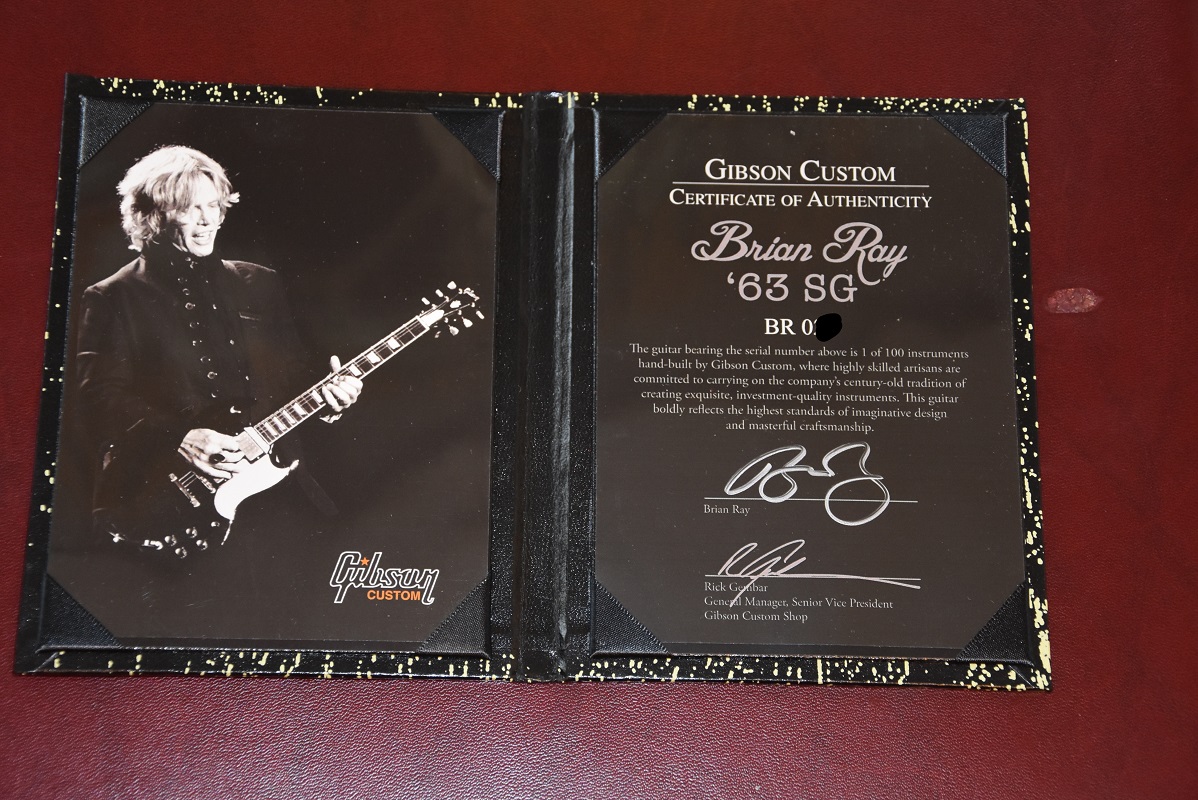 Gibson
CUSTOM
GIBSON CUSTOM
CERTIFICATE OF AUTHENTICITY
Brian Ray
‘63 SG
BR 0
The guitar bearing the serial number above is 1 of 100 instruments
hand-built by Gibson Custom, where highly skilled artisans are
committed to carrying on the company's century-old tradition of
creating exquisite, investment-quality instruments. This guitar
boldly reflects the highest standards of imaginative design
and masterful craftsmanship.
Brian Ray
Rick Gembar
General Manager, Senior Vice President
Gibson Custom Shop